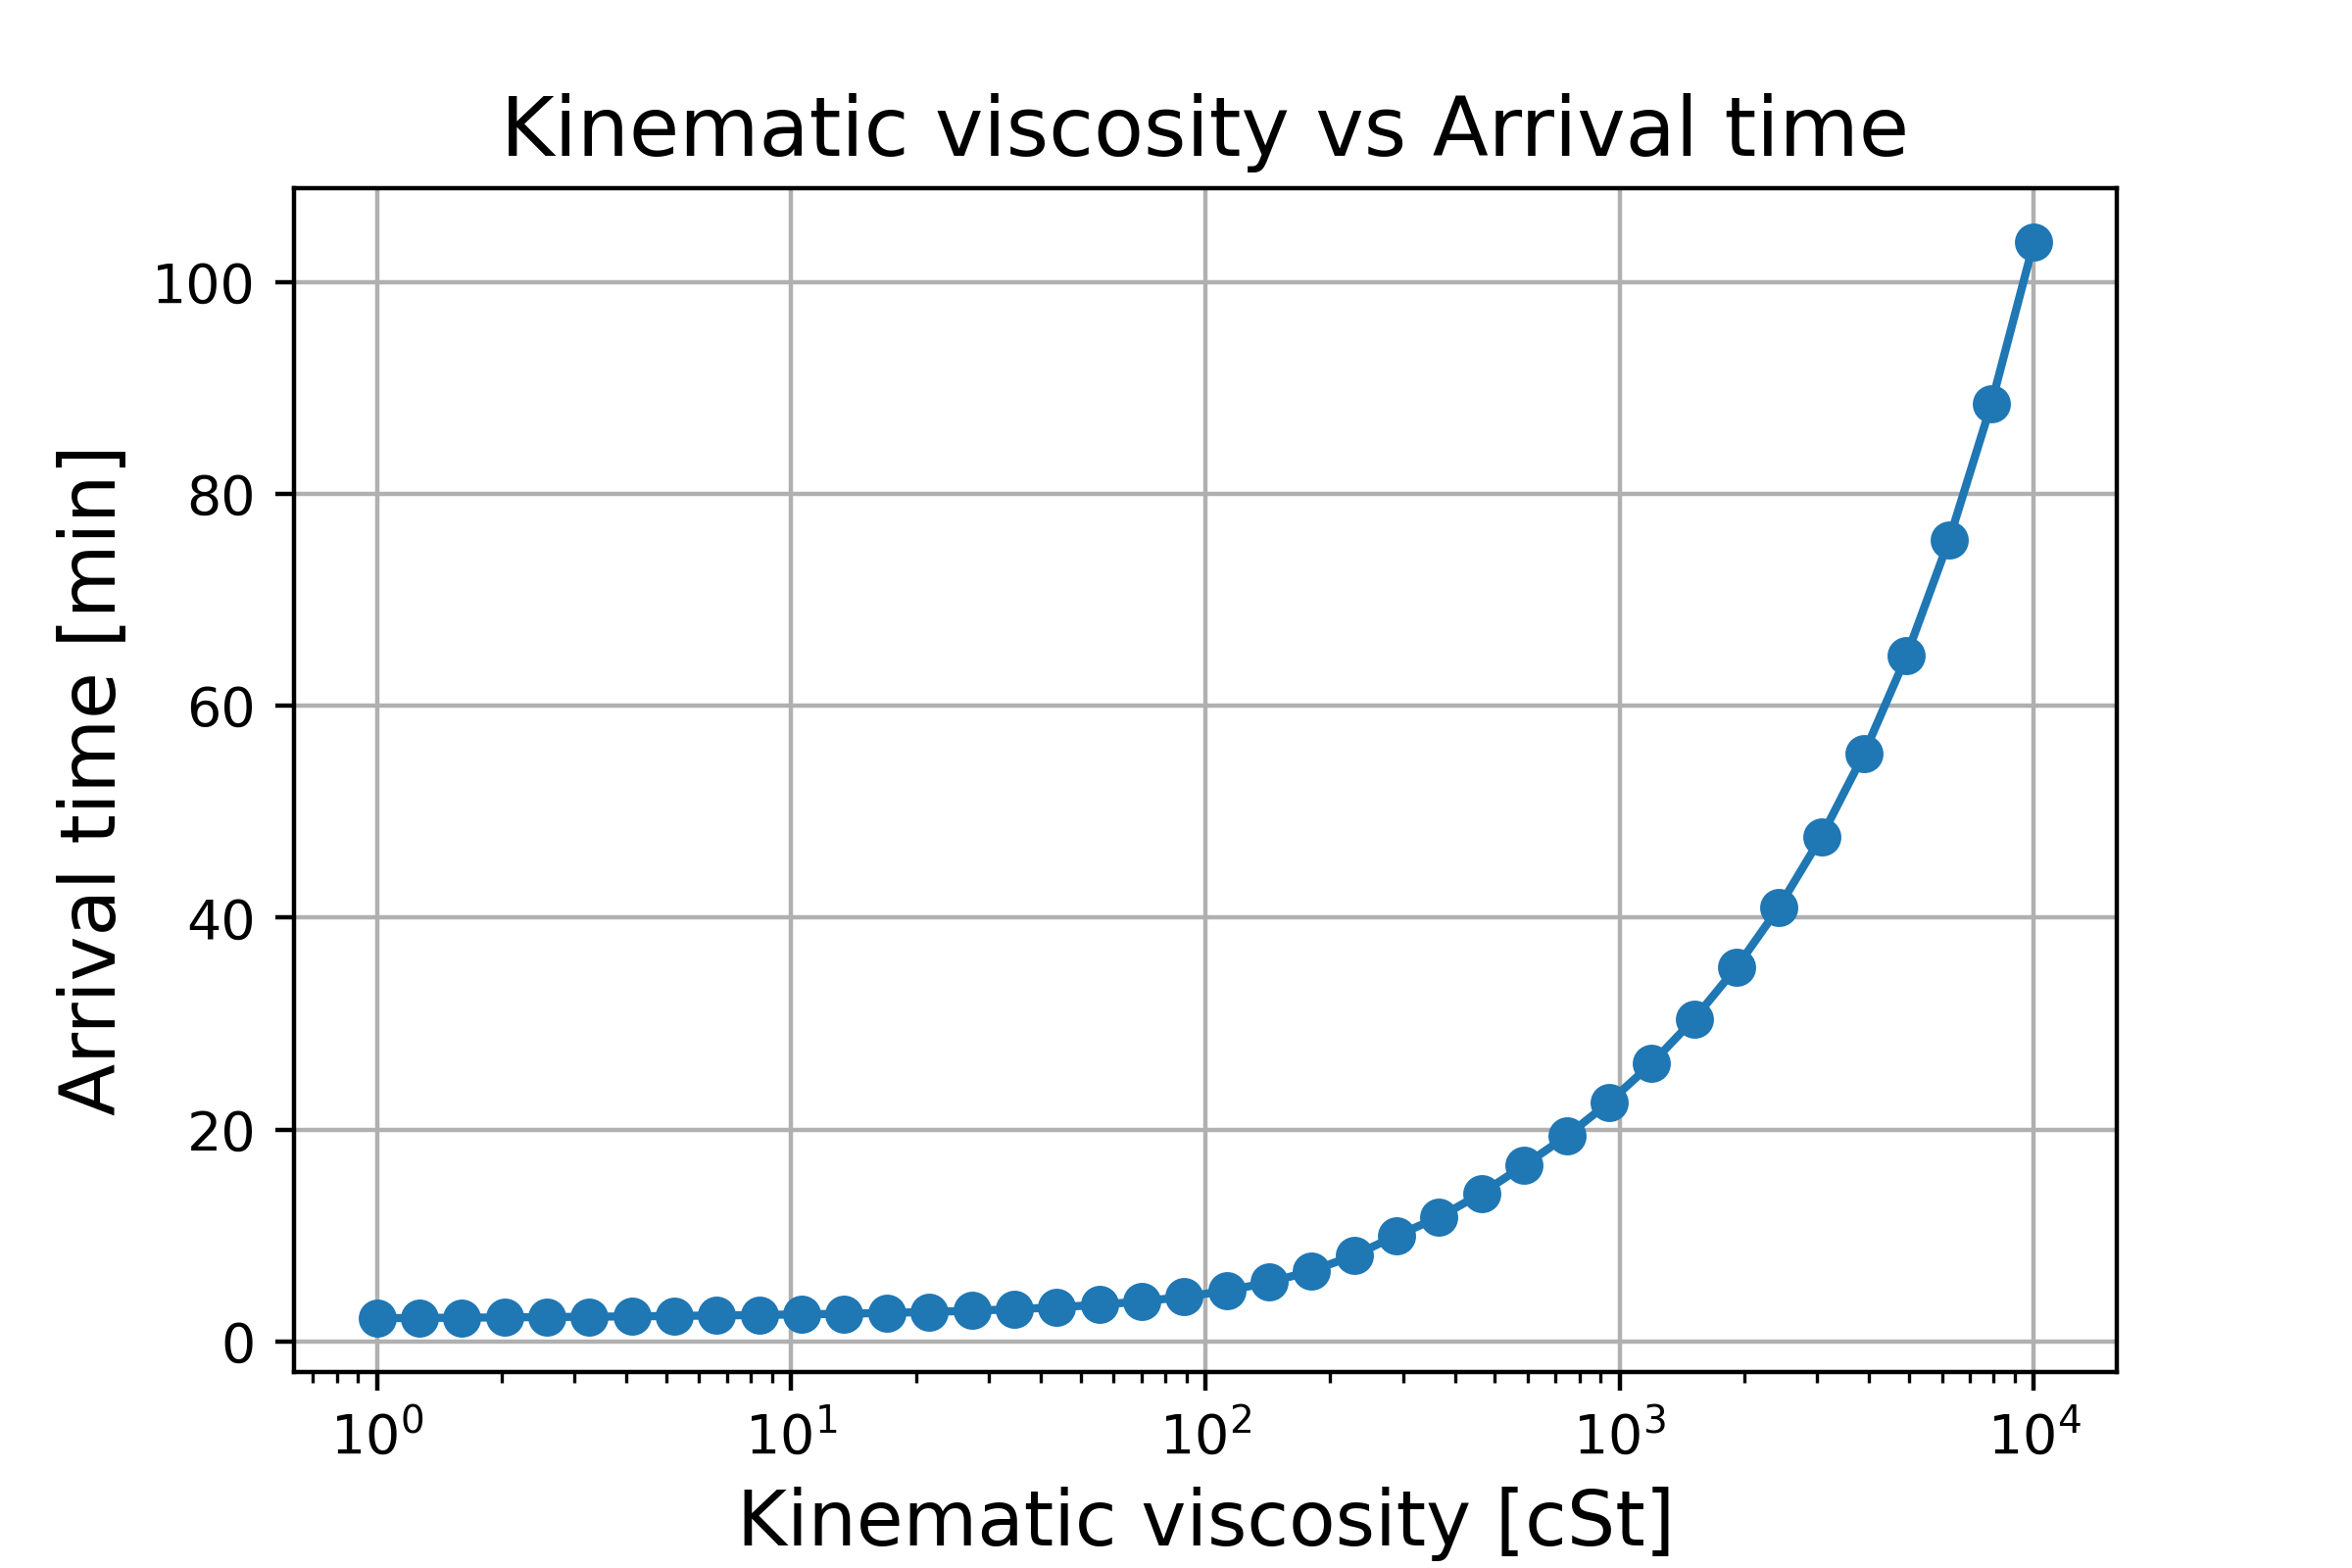 Kinematic viscosity vs Arrival time
Arrival time [min]
100
80
60
40
20
0
10⁰ 10¹ 10² 10³ 10⁴
Kinematic viscosity [cSt]